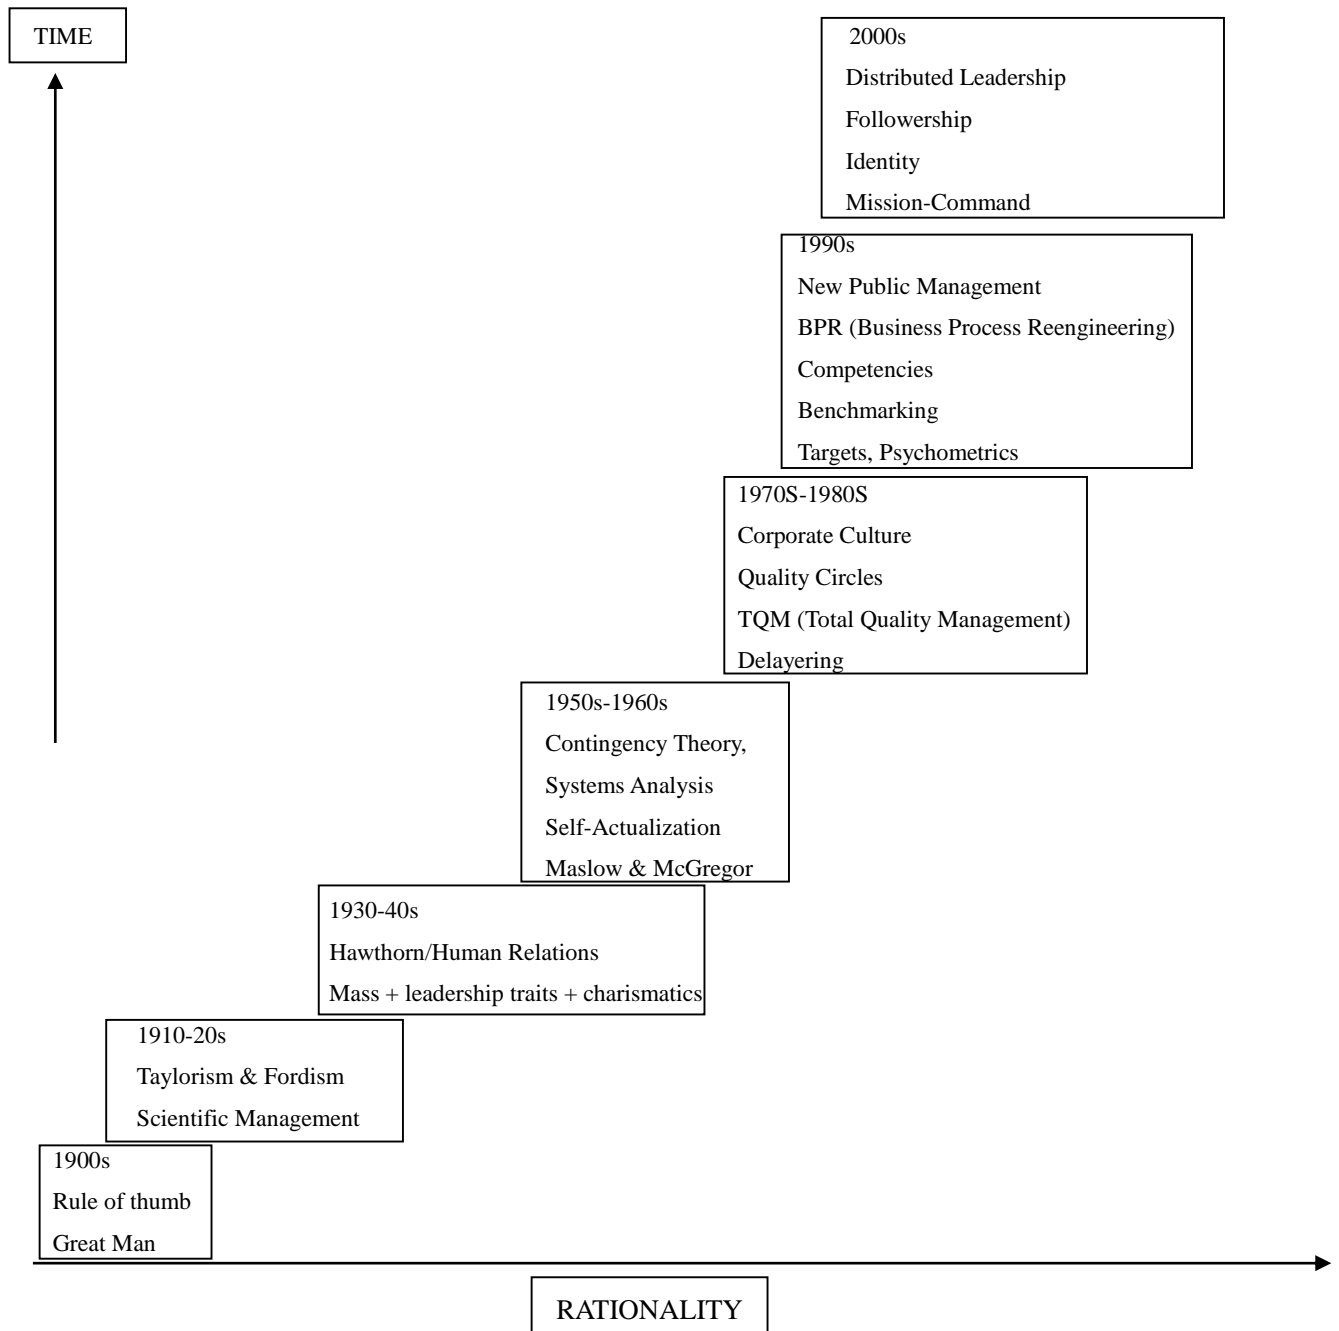 TIME
2000s
Distributed Leadership
Followership
Identity
Mission-Command
1990s
New Public Management
BPR (Business Process Reengineering)
Competencies
Benchmarking
Targets, Psychometrics
1970S-1980S
Corporate Culture
Quality Circles
TQM (Total Quality Management)
Delayering
1950s-1960s
Contingency Theory,
Systems Analysis
Self-Actualization
Maslow & McGregor
1930-40s
Hawthorn/Human Relations
Mass + leadership traits + charismatics
1910-20s
Taylorism & Fordism
Scientific Management
1900s
Rule of thumb
Great Man
RATIONALITY